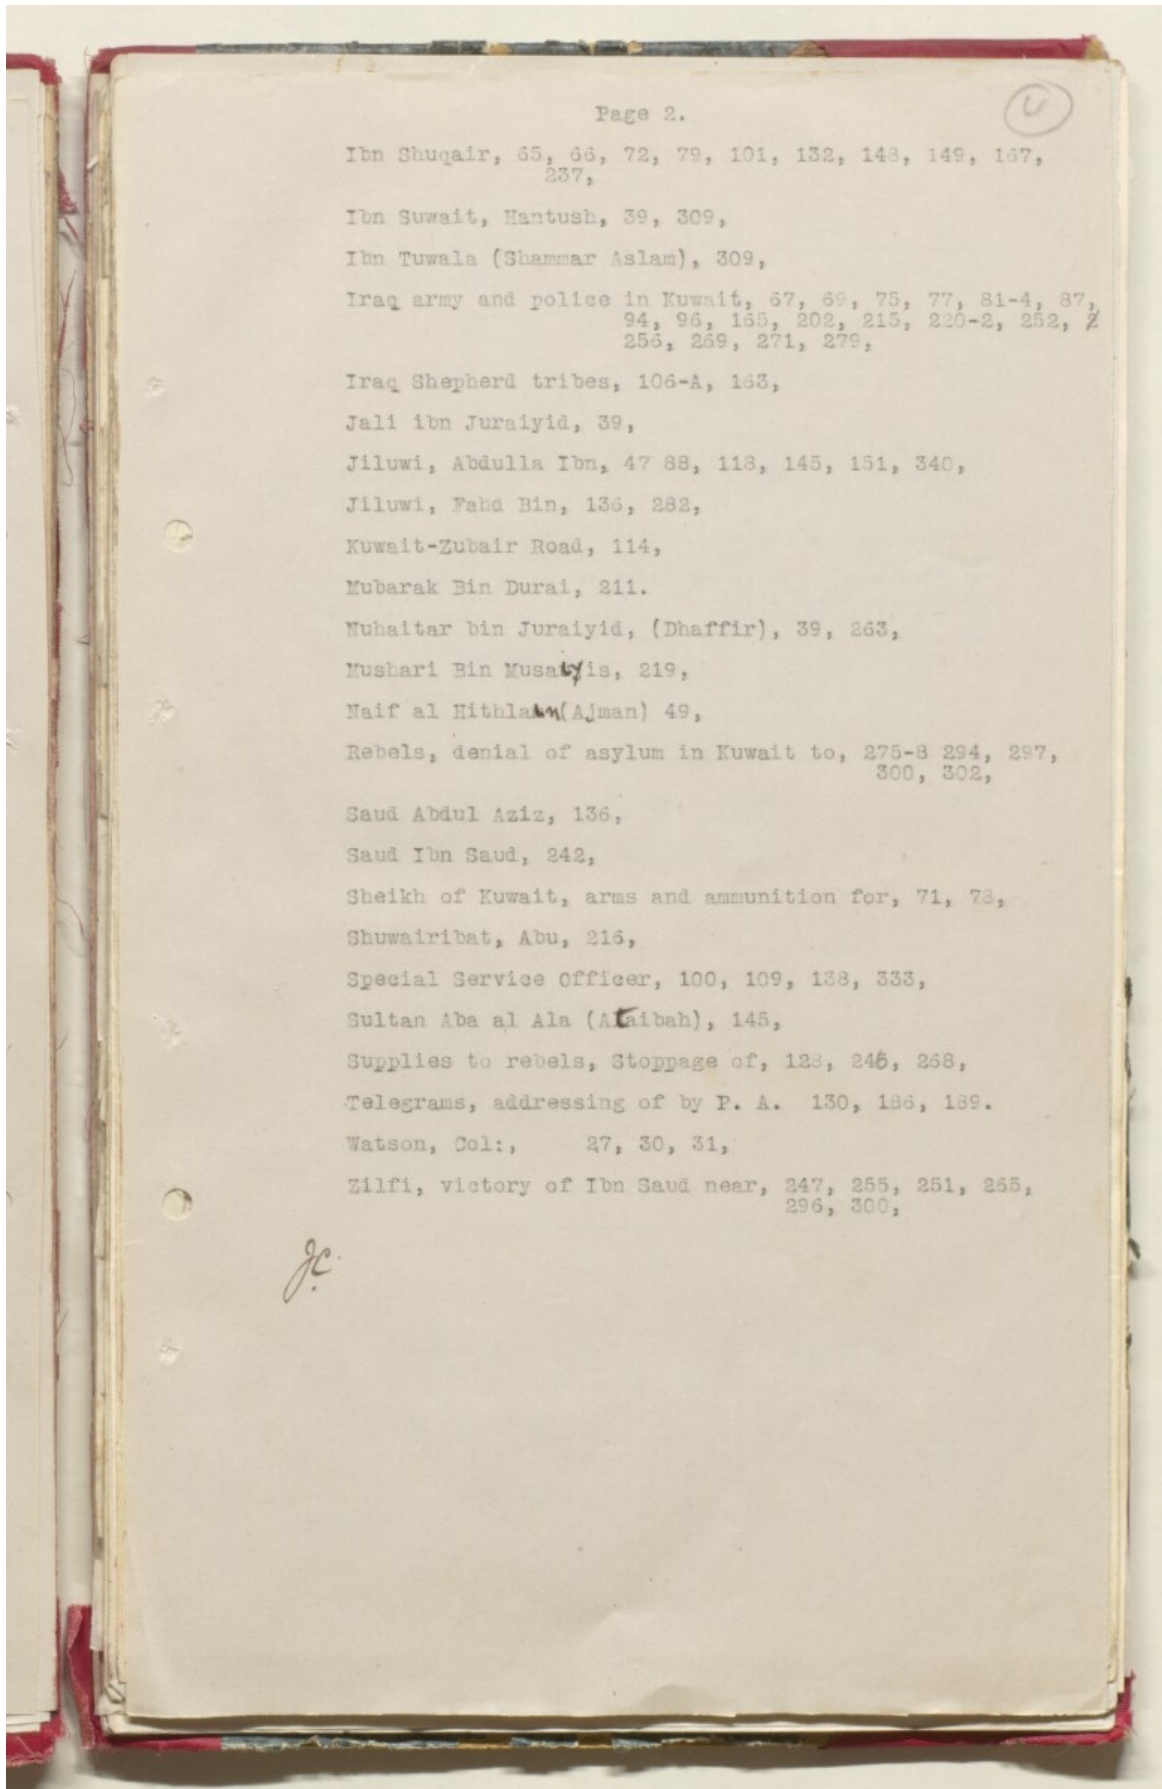 Page 2.
Ibn Shuqair, 65, 66, 72, 79, 101, 132, 148, 149, 167,
237,
Ibn Suwait, Hantush, 39, 309,
Ibn Tuwala (Shammar Aslam), 309,
Iraq army and police in Kuwait, 67, 69, 75, 77, 81-4, 87,
94, 96, 165, 202, 215, 220-2, 252,
256, 269, 271, 279,
Iraq Shepherd tribes, 106-A, 163,
Jali ibn Juraiyid, 39,
Jiluwi, Abdulla Ibn, 47 88, 118, 145, 151, 340,
Jiluwi, Fahd Bin, 136, 282,
Kuwait-Zubair Road, 114,
Mubarak Bin Durai, 211.
Nuhaitar bin Juraiyid, (Dhaffir), 39, 263,
Mushari Bin Musaiyis, 219,
Naif al Hithlain (Ajman) 49,
Rebels, denial of asylum in Kuwait to, 275-8 294, 297,
300, 302,
Saud Abdul Aziz, 136,
Saud Ibn Saud, 242,
Sheikh of Kuwait, arms and ammunition for, 71, 78,
Shuwairibat, Abu, 216,
Special Service Officer, 100, 109, 138, 333,
Sultan Aba al Ala (Ataibah), 145,
Supplies to rebels, Stoppage of, 128, 246, 268,
Telegrams, addressing of by P. A. 130, 186, 189.
Watson, Col:, 27, 30, 31,
Zilfi, victory of Ibn Saud near, 247, 255, 251, 265,
296, 300,
JC.